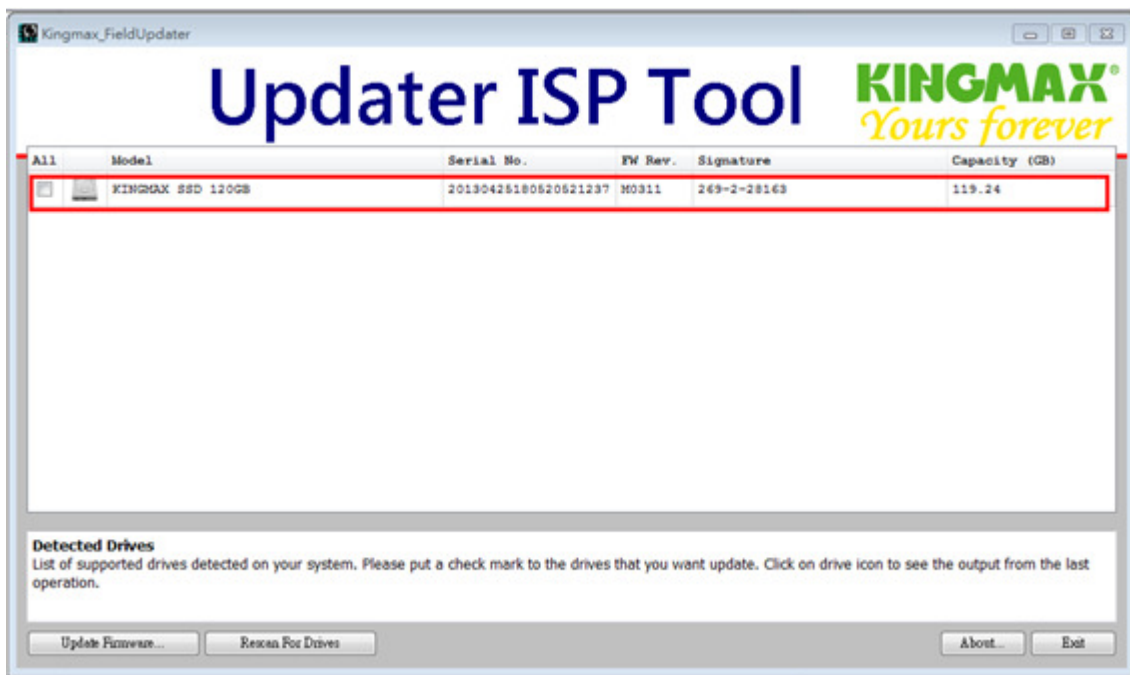 Kingmax_FieldUpdater
Updater ISP Tool
KINGMAX®
Yours forever
All Model Serial No. FW Rev. Signature Capacity (GB)
KINGMAX SSD 120GB 20130425180520521237 M0311 269-2-28163 119.24
Detected Drives
List of supported drives detected on your system. Please put a check mark to the drives that you want update. Click on drive icon to see the output from the last
operation.
Update Firmware... Rescan For Drives About... Exit